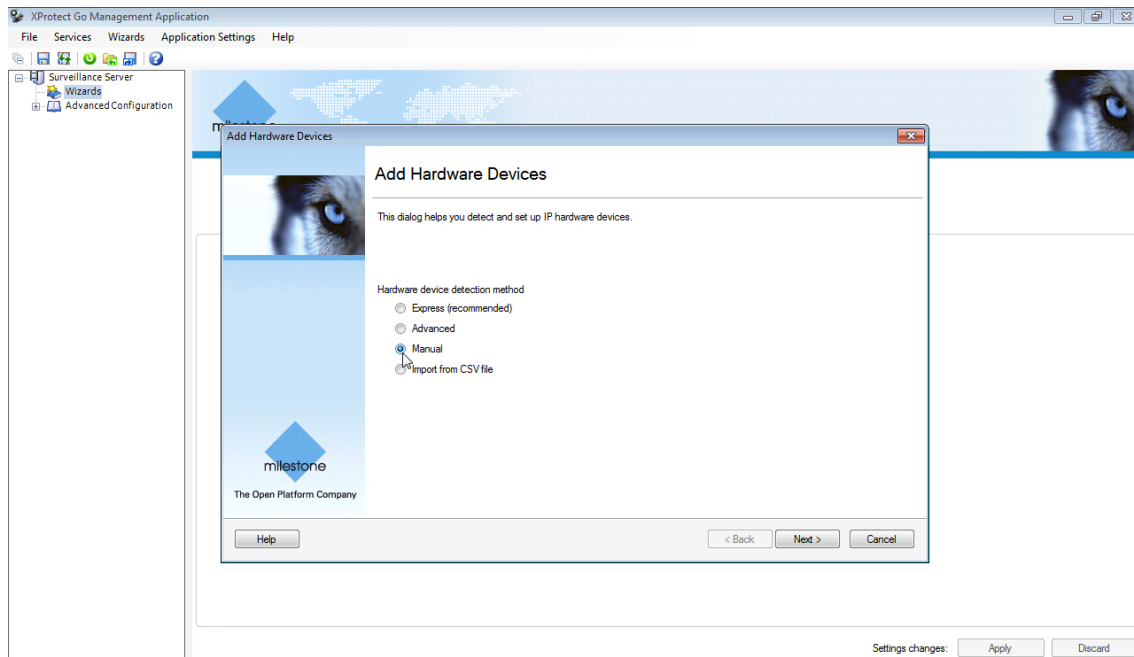 XProtect Go Management Application
File Services Wizards Application Settings Help
Surveillance Server
Wizards
Advanced Configuration
Add Hardware Devices
Add Hardware Devices
This dialog helps you detect and set up IP hardware devices.
Hardware device detection method
Express (recommended)
Advanced
Manual
Import from CSV file
milestone
The Open Platform Company
Help < Back Next > Cancel
Settings changes: Apply Discard